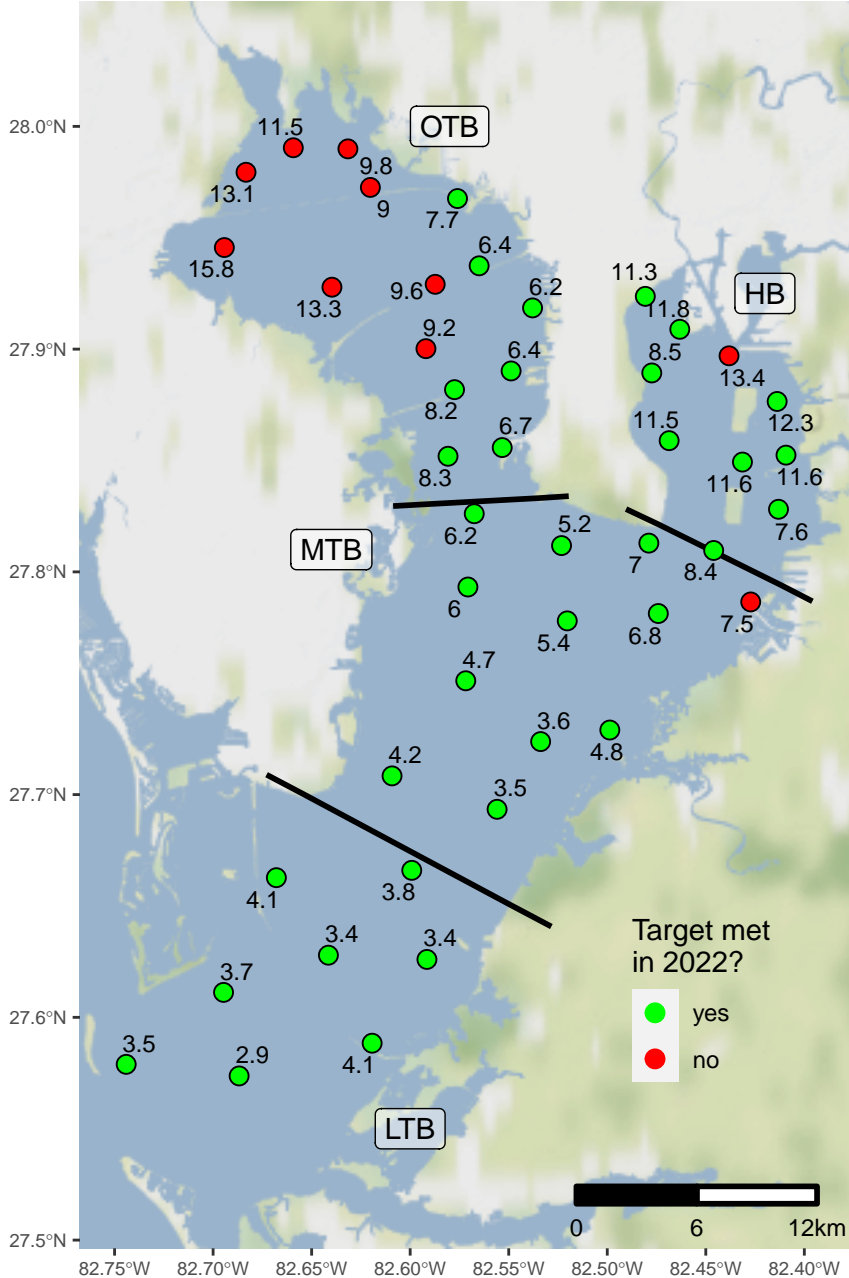 28.0°N
27.9°N
27.8°N
27.7°N
27.6°N
27.5°N
OTB
11.5
9.8
13.1
9
7.7
15.8
6.4
13.3
9.6
6.2
11.3
HB
11.8
9.2
6.4
8.5
13.4
8.2
12.3
11.5
6.7
8.3
11.6
11.6
MTB
6.2
5.2
7
8.4
7.6
6
5.4
6.8
7.5
4.7
3.6
4.8
4.2
3.5
4.1
3.8
3.4
3.4
3.7
3.5
2.9
4.1
LTB
Target met
in 2022?
yes
no
0 6 12km
82.75°W 82.70°W 82.65°W 82.60°W 82.55°W 82.50°W 82.45°W 82.40°W